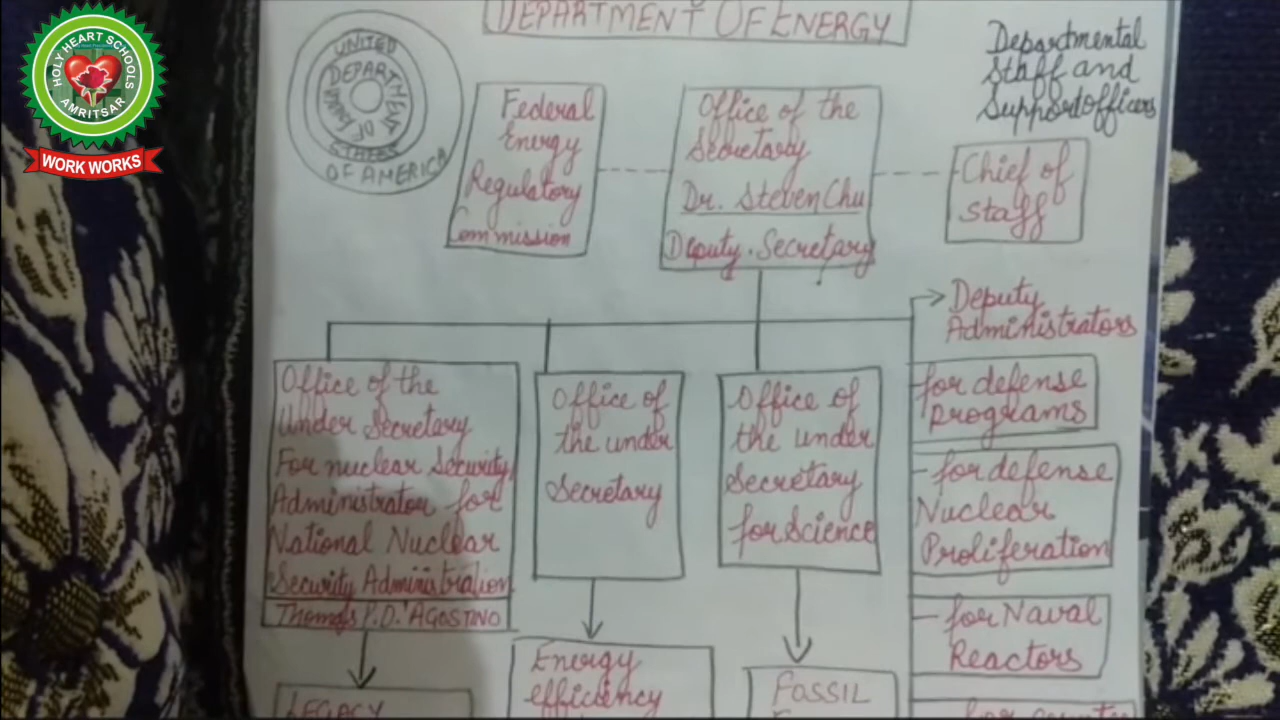 HOLY HEART SCHOOLS
AMRITSAR
WORK WORKS
DEPARTMENT OF ENERGY
UNITED
STATES
OF AMERICA
DEPARTMENT
OF ENERGY
Departmental
Staff and
Support officers
Federal
Energy
Regulatory
Commission
Office of the
Secretary
Dr. Steven Chu
Deputy. Secretary
Chief of
Staff
Deputy
Administrators
Office of the
Under Secretary
For nuclear Security
Administrator for
National Nuclear
Security Administration
Thomas P.D.'AGOSTINO
Office of
the under
Secretary
Office of
the under
Secretary
for Science
for defense
programs
- for defense
Nuclear
Proliferation
- for Naval
Reactors
LEGACY
Energy
efficiency
FOSSIL